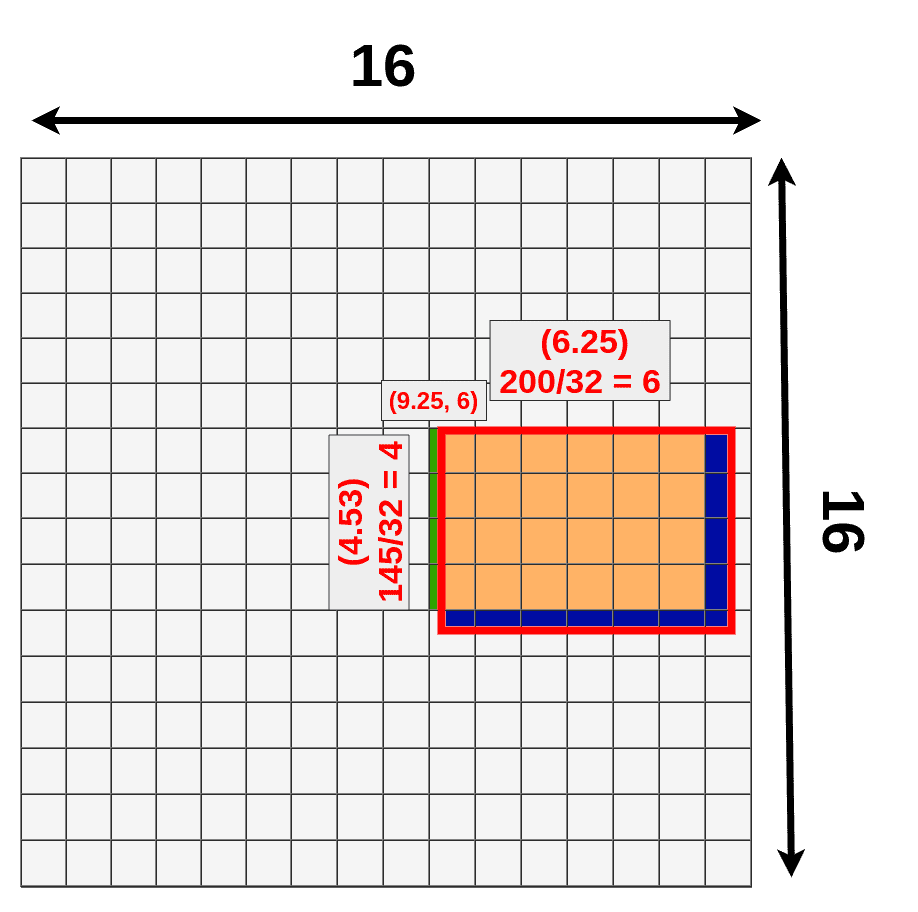 16
(6.25)
200/32 = 6
(9.25, 6)
(4.53)
145/32 = 4
16